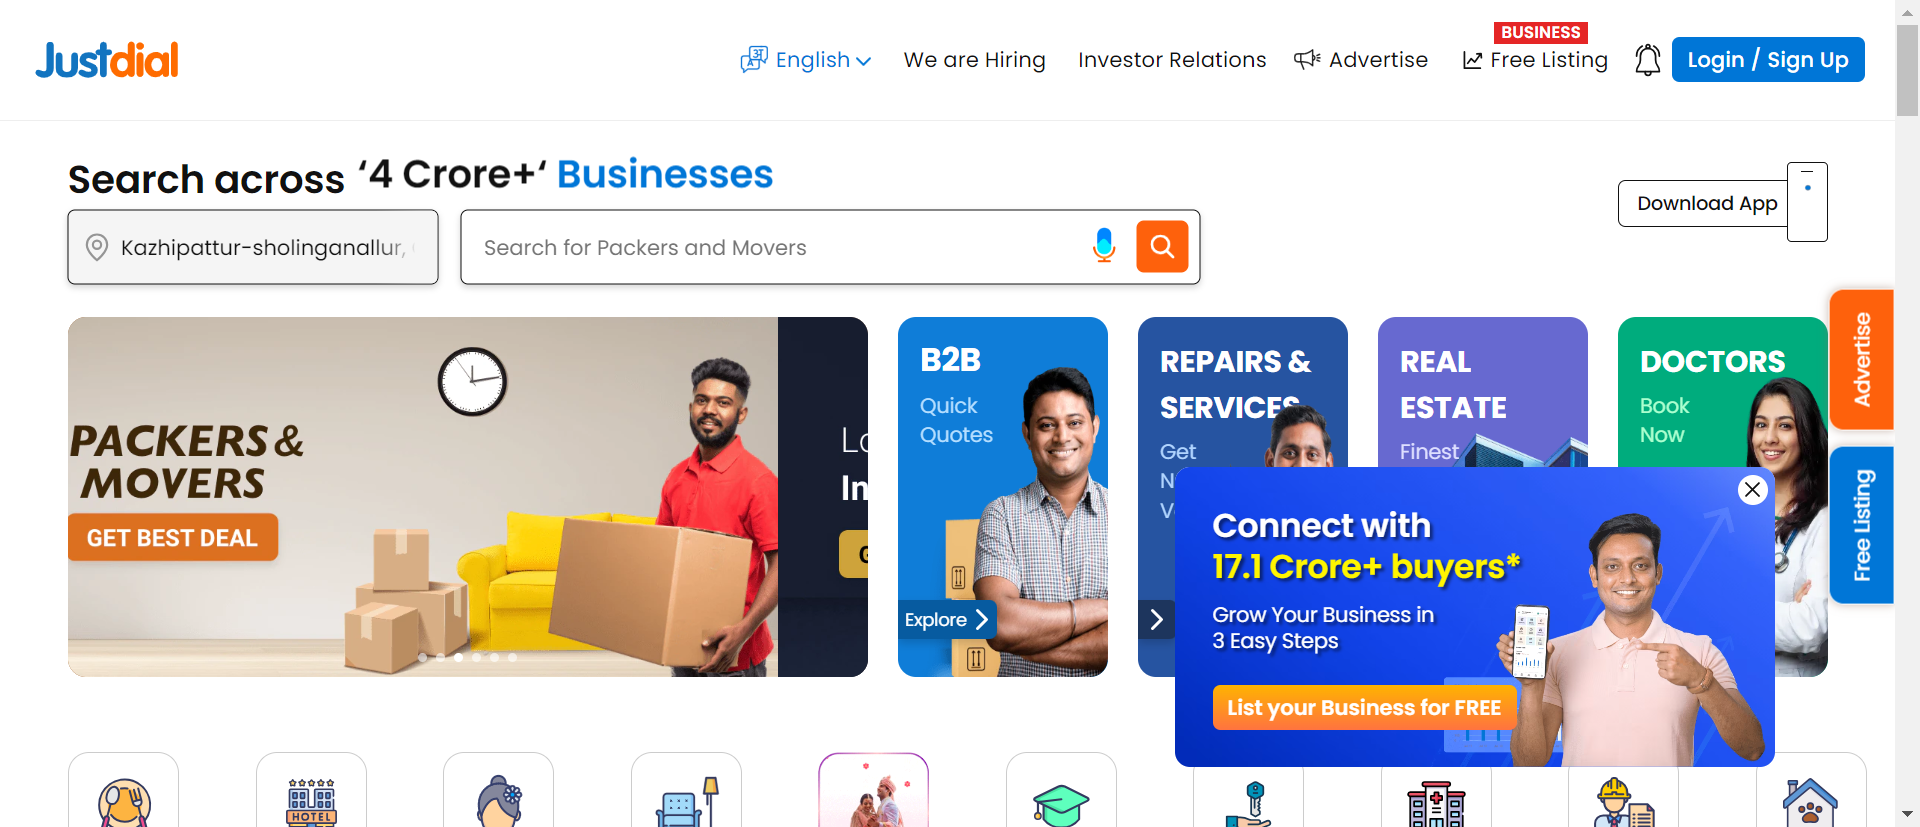 Justdial
English
We are Hiring
Investor Relations
Advertise
BUSINESS
Free Listing
Login / Sign Up
Search across ‘4 Crore+‘ Businesses
Download App
Kazhipattur-sholinganallur,
Search for Packers and Movers
PACKERS &
MOVERS
GET BEST DEAL
In
B2B
Quick
Quotes
Explore
REPAIRS &
SERVICES
Get
REAL
ESTATE
Finest
DOCTORS
Book
Now
Advertise
Free Listing
Connect with
17.1 Crore+ buyers*
Grow Your Business in
3 Easy Steps
List your Business for FREE
HOTEL